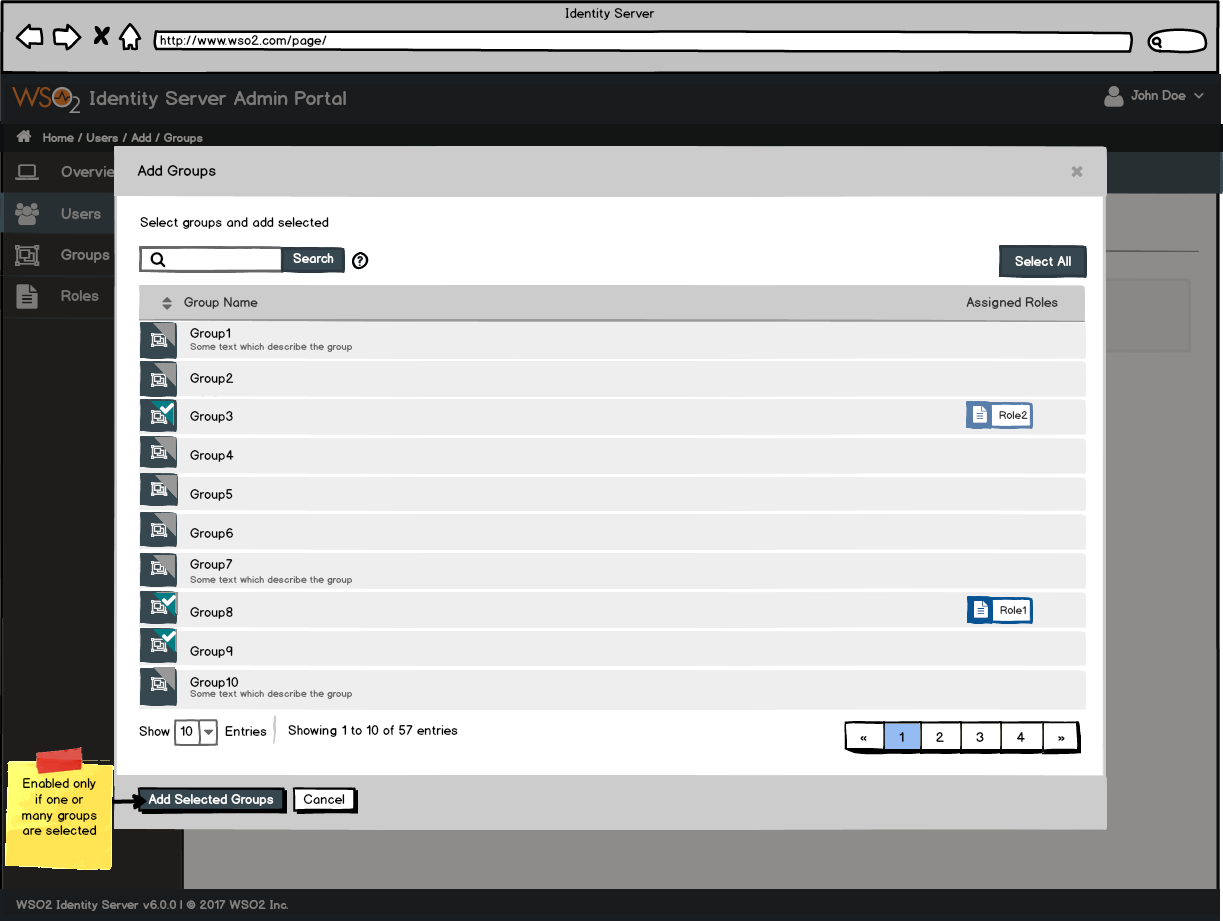 Identity Server
http://www.wso2.com/page/
WSO2 Identity Server Admin Portal
John Doe
Home / Users / Add / Groups
Overvie
Users
Groups
Roles
Add Groups
Select groups and add selected
Search
?
Select All
Group Name
Assigned Roles
Group1
Some text which describe the group
Group2
Group3
Role2
Group4
Group5
Group6
Group7
Some text which describe the group
Group8
Role1
Group9
Group10
Some text which describe the group
Show 10 Entries
Showing 1 to 10 of 57 entries
« 1 2 3 4 »
Enabled only
if one or
many groups
are selected
Add Selected Groups
Cancel
WSO2 Identity Server v6.0.0 | © 2017 WSO2 Inc.